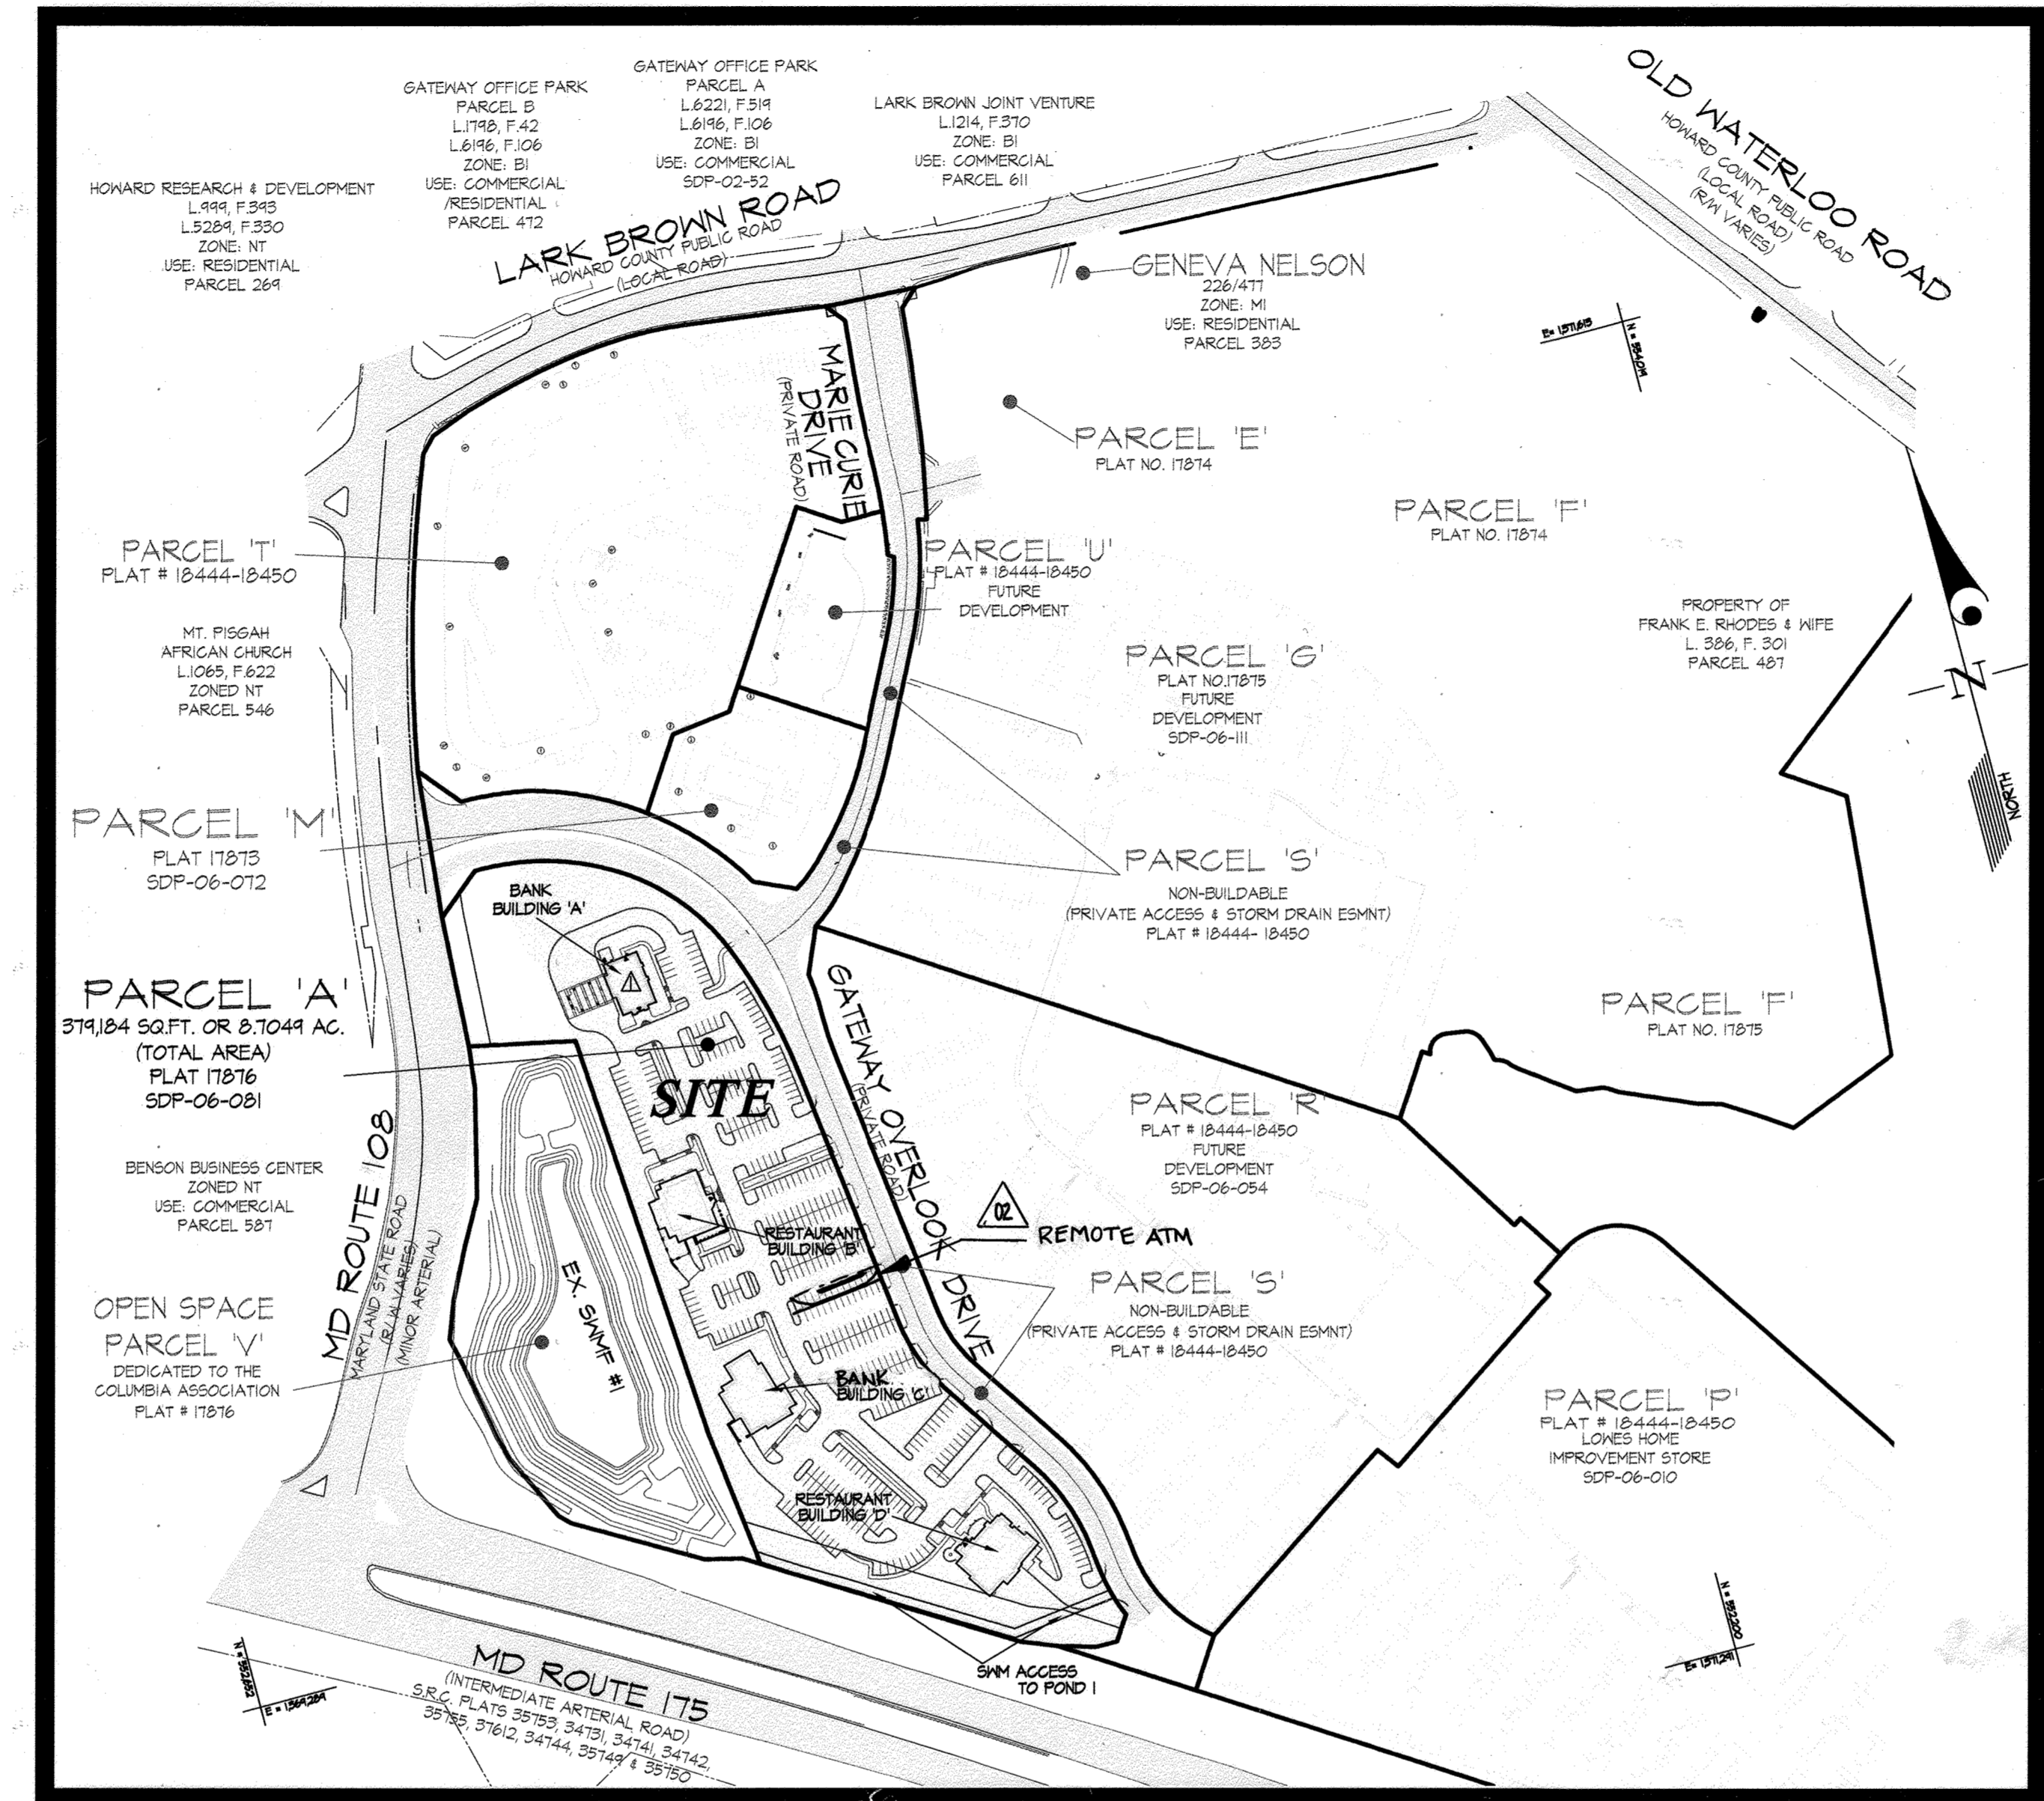 GATEWAY OFFICE PARK
PARCEL B
L.1798, F.42
L.6196, F.106
ZONE: B1
USE: COMMERCIAL
/RESIDENTIAL
PARCEL 472
GATEWAY OFFICE PARK
PARCEL A
L.6221, F.519
L.6196, F.106
ZONE: B1
USE: COMMERCIAL
SDP-02-52
LARK BROWN JOINT VENTURE
L.1214, F.370
ZONE: B1
USE: COMMERCIAL
PARCEL 611
OLD WATERLOO ROAD
HOWARD COUNTY PUBLIC ROAD
(LOCAL ROAD)
(R/W VARIES)
HOWARD RESEARCH & DEVELOPMENT
L.999, F.393
L.5289, F.330
ZONE: NT
USE: RESIDENTIAL
PARCEL 269
LARK BROWN ROAD
HOWARD COUNTY PUBLIC ROAD
(LOCAL ROAD)
GENEVA NELSON
226/477
ZONE: M1
USE: RESIDENTIAL
PARCEL 383
MARIE CURIE
DRIVE
(PRIVATE ROAD)
PARCEL 'E'
PLAT NO. 17874
PARCEL 'F'
PLAT NO. 17874
PARCEL 'T'
PLAT # 18444-18450
PARCEL 'U'
PLAT # 18444-18450
FUTURE
DEVELOPMENT
MT. PISGAH
AFRICAN CHURCH
L.1065, F.622
ZONED NT
PARCEL 546
PARCEL 'G'
PLAT NO.17875
FUTURE
DEVELOPMENT
SDP-06-111
PROPERTY OF
FRANK E. RHODES & WIFE
L. 386, F. 301
PARCEL 487
N
NORTH
PARCEL 'M'
PLAT 17873
SDP-06-072
PARCEL 'S'
NON-BUILDABLE
(PRIVATE ACCESS & STORM DRAIN ESMNT)
PLAT # 18444- 18450
BANK
BUILDING 'A'
PARCEL 'A'
379,184 SQ.FT. OR 8.7049 AC.
(TOTAL AREA)
PLAT 17876
SDP-06-081
SITE
GATEWAY OVERLOOK DRIVE
(PRIVATE ROAD)
PARCEL 'F'
PLAT NO. 17875
PARCEL 'R'
PLAT # 18444-18450
FUTURE
DEVELOPMENT
SDP-06-054
BENSON BUSINESS CENTER
ZONED NT
USE: COMMERCIAL
PARCEL 587
MD ROUTE 108
MARYLAND STATE ROAD
(R/W VARIES)
(MINOR ARTERIAL)
RESTAURANT
BUILDING 'B'
02
REMOTE ATM
EX. SWMF #1
OPEN SPACE
PARCEL 'V'
DEDICATED TO THE
COLUMBIA ASSOCIATION
PLAT # 17876
PARCEL 'S'
NON-BUILDABLE
(PRIVATE ACCESS & STORM DRAIN ESMNT)
PLAT # 18444-18450
BANK
BUILDING 'C'
PARCEL 'P'
PLAT # 18444-18450
LOWES HOME
IMPROVEMENT STORE
SDP-06-010
RESTAURANT
BUILDING 'D'
SWM ACCESS
TO POND 1
MD ROUTE 175
(INTERMEDIATE ARTERIAL ROAD)
S.R.C. PLATS 35753, 34731, 34741, 34742,
35755, 37612, 34744, 35749 & 35750
N = 552,200
E= 1,371,291